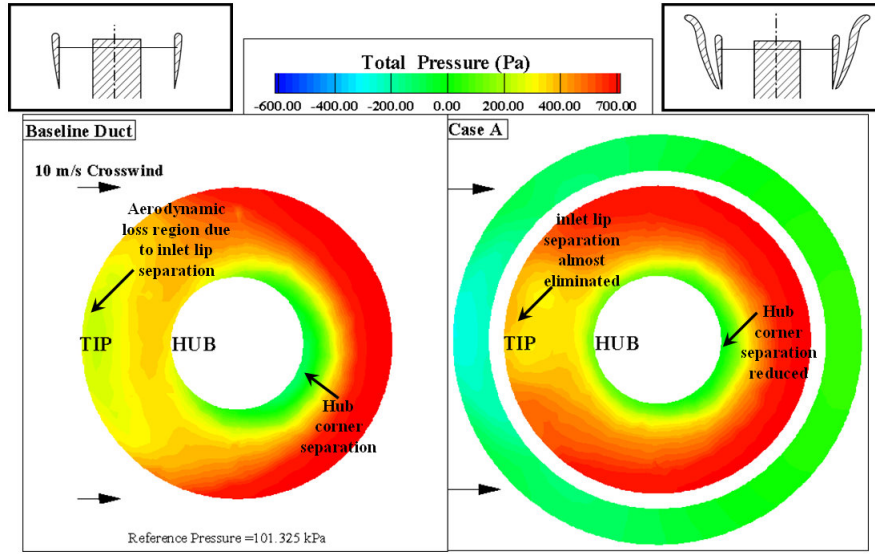 Total Pressure (Pa)
-600.00 -400.00 -200.00 0.00 200.00 400.00 700.00
Baseline Duct
10 m/s Crosswind
Aerodynamic
loss region due
to inlet lip
separation
TIP
HUB
Hub
corner
separation
Reference Pressure =101.325 kPa
Case A
inlet lip
separation
almost
eliminated
TIP
HUB
Hub
corner
separation
reduced